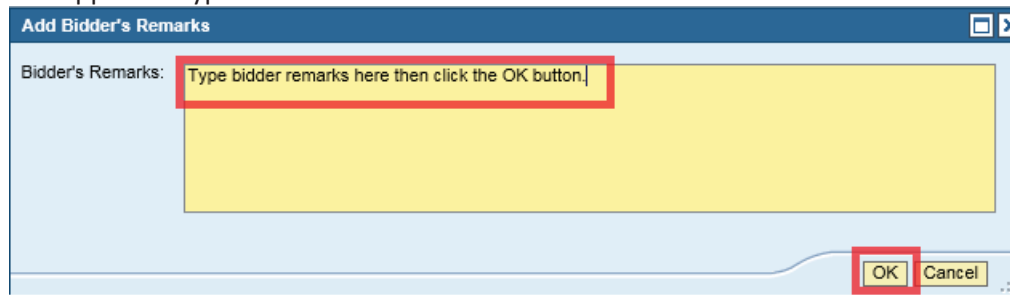 Add Bidder's Remarks
Bidder's Remarks:
Type bidder remarks here then click the OK button.
OK Cancel